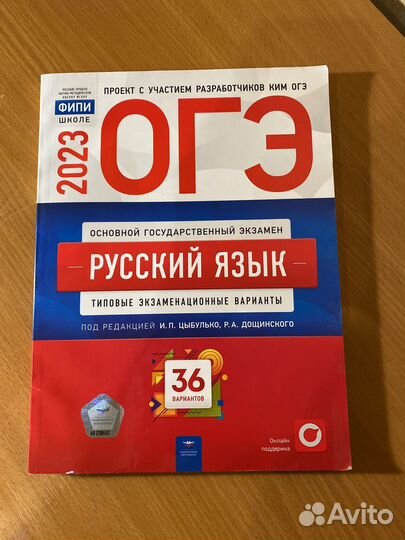 ПРОЕКТ С УЧАСТИЕМ РАЗРАБОТЧИКОВ КИМ ОГЭ
ФИПИ
ШКОЛЕ
2023
ОГЭ
ОСНОВНОЙ ГОСУДАРСТВЕННЫЙ ЭКЗАМЕН
РУССКИЙ ЯЗЫК
ТИПОВЫЕ ЭКЗАМЕНАЦИОННЫЕ ВАРИАНТЫ
ПОД РЕДАКЦИЕЙ И.П. ЦЫБУЛЬКО, Р.А. ДОЩИНСКОГО
36
ВАРИАНТОВ
Онлайн
поддержка
Avito